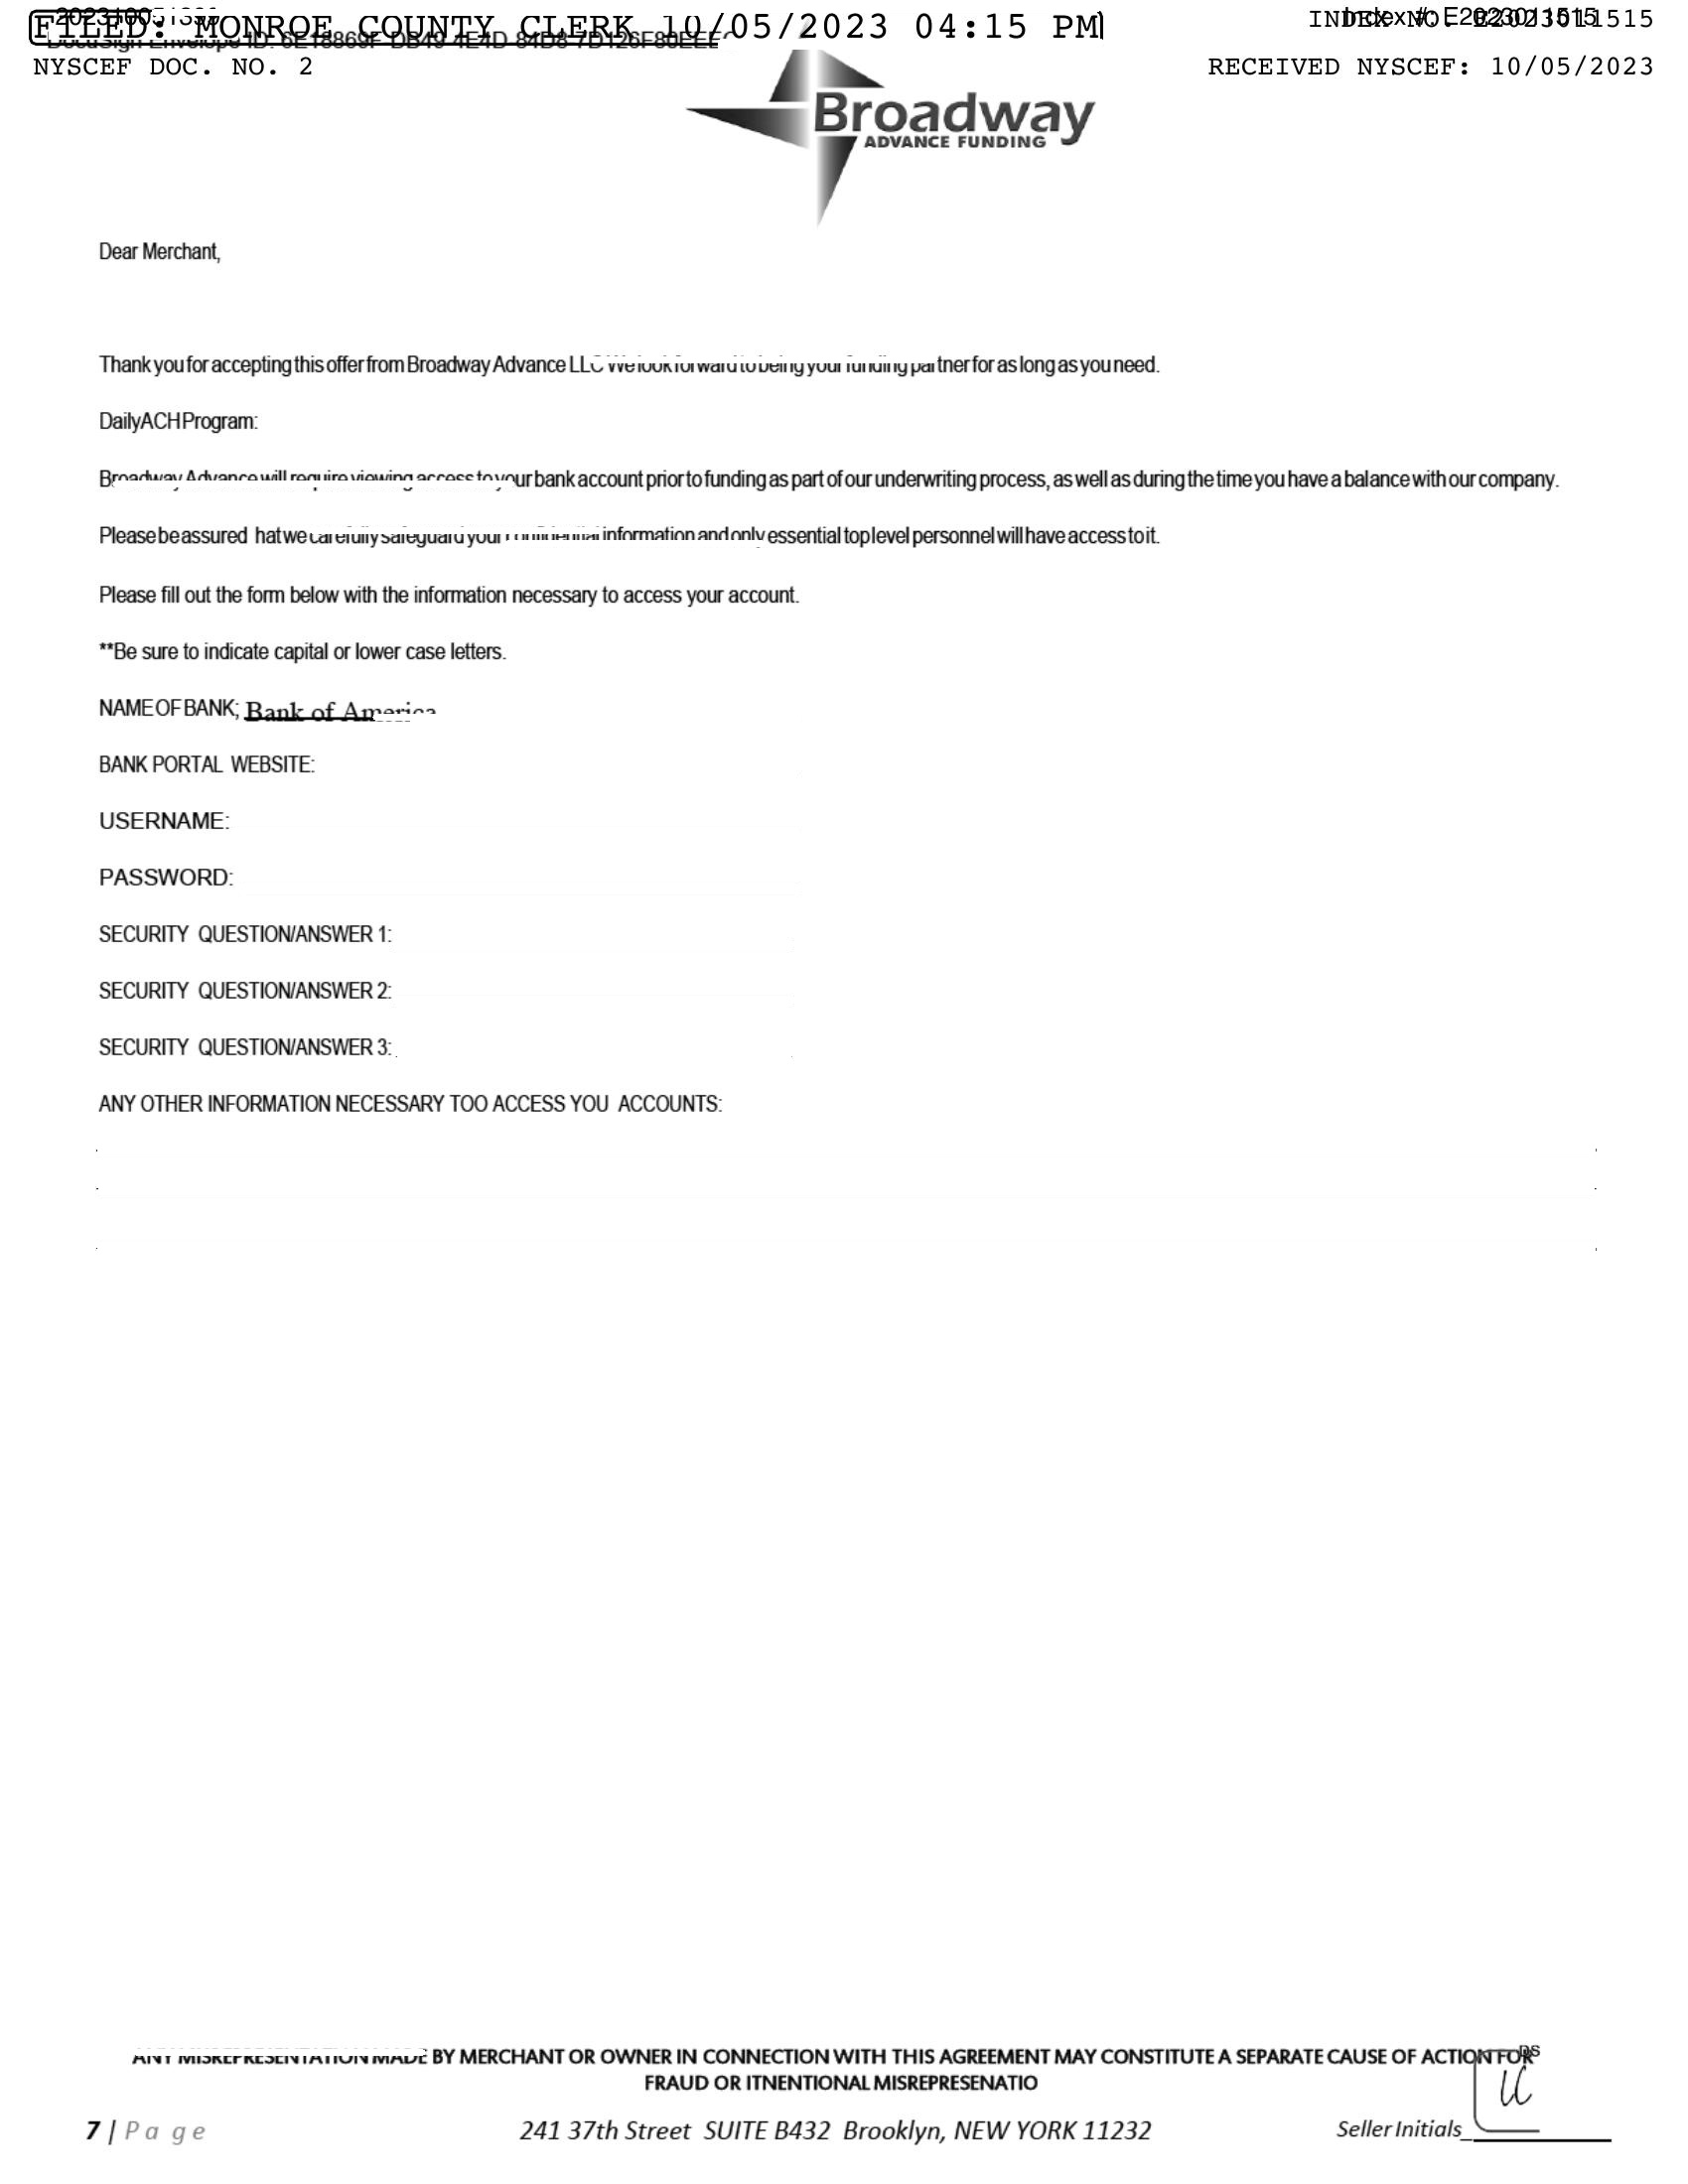 FILED: MONROE COUNTY CLERK 10/05/2023 04:15 PM
INDEX NO. E2023011515
NYSCEF DOC. NO. 2
RECEIVED NYSCEF: 10/05/2023
Broadway
ADVANCE FUNDING
Dear Merchant,
Thank you for accepting this offer from Broadway Advance LLC We look forward to being your funding partner for as long as you need.
Daily ACH Program:
Broadway Advance will require viewing access to your bank account prior to funding as part of our underwriting process, as well as during the time you have a balance with our company.
Please be assured hat we carefully safeguard your confidential information and only essential top level personnel will have access to it.
Please fill out the form below with the information necessary to access your account.
**Be sure to indicate capital or lower case letters.
NAME OF BANK; Bank of America
BANK PORTAL WEBSITE:
USERNAME:
PASSWORD:
SECURITY QUESTION/ANSWER 1:
SECURITY QUESTION/ANSWER 2:
SECURITY QUESTION/ANSWER 3:
ANY OTHER INFORMATION NECESSARY TOO ACCESS YOU ACCOUNTS:
ANY MISREPRESENTATION MADE BY MERCHANT OR OWNER IN CONNECTION WITH THIS AGREEMENT MAY CONSTITUTE A SEPARATE CAUSE OF ACTION FOR
FRAUD OR ITNENTIONAL MISREPRESENATIO
DS
7 | Page
241 37th Street SUITE B432 Brooklyn, NEW YORK 11232
Seller Initials